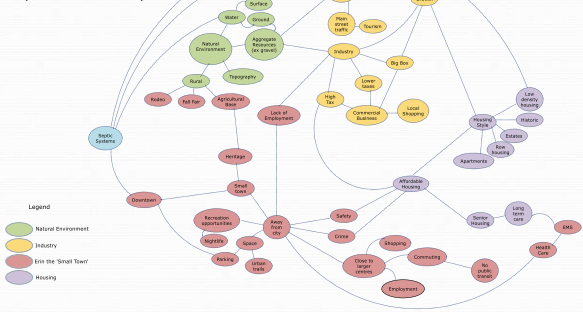 Surface
Water
Ground
Natural
Environment
Aggregate
Resources
(ex gravel)
Topography
Rural
Rodeo
Fall Fair
Agricultural
Base
Main
street
traffic
Tourism
Industry
Big Box
Lower
taxes
High
Tax
Commercial
Business
Local
Shopping
Lack of
Employment
Septic
Systems
Low
density
housing
Housing
Style
Historic
Estates
Row
housing
Apartments
Heritage
Small
town
Downtown
Affordable
Housing
Legend
Natural Environment
Industry
Erin the 'Small Town'
Housing
Recreation
opportunities
Nightlife
Parking
Away
from
city
Space
Urban
trails
Safety
Crime
Senior
Housing
Long
term
care
EMS
Health
Care
Shopping
Close to
larger
centres
Commuting
No
public
transit
Employment